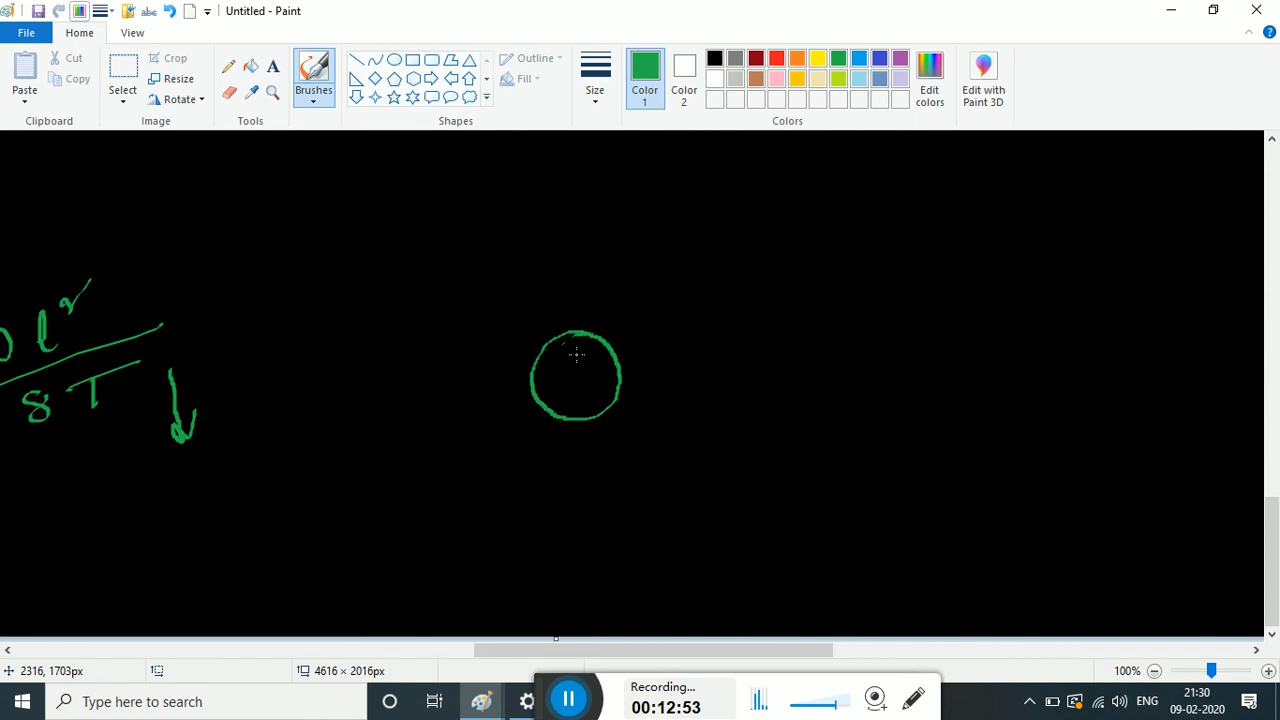 Untitled - Paint
File Home View
Paste
Cut
Copy
Clipboard
Select
Crop
Resize
Rotate
Image
A
Tools
Brushes
Shapes
Outline
Fill
Size
Color 1
Color 2
Colors
Edit colors
Edit with Paint 3D
l²
8 T
2316, 1703px
4616 × 2016px
100%
Type here to search
Recording...
00:12:53
ENG
21:30
09-02-2020